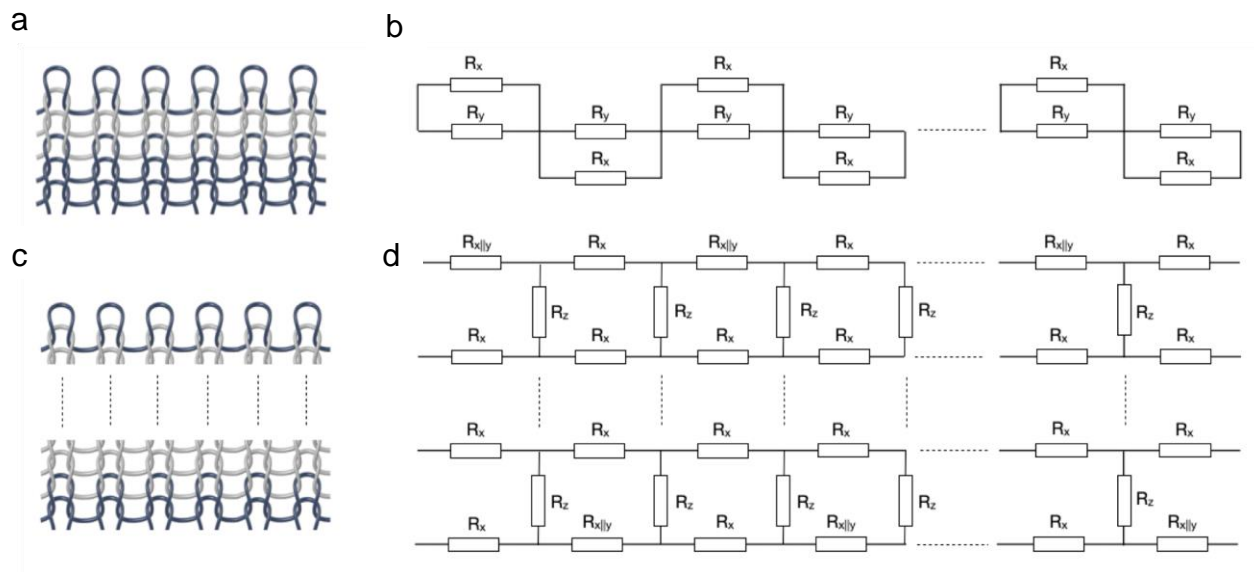 a
b
Rx Rx Rx
Ry Ry Ry Ry Ry Ry
Rx Rx Rx
c
d
Rx||y Rx Rx||y Rx Rx||y Rx
Rz Rz Rz Rz Rz
Rx Rx Rx Rx Rx Rx
Rx Rx Rx Rx Rx Rx
Rz Rz Rz Rz Rz
Rx Rx||y Rx Rx||y Rx Rx||y